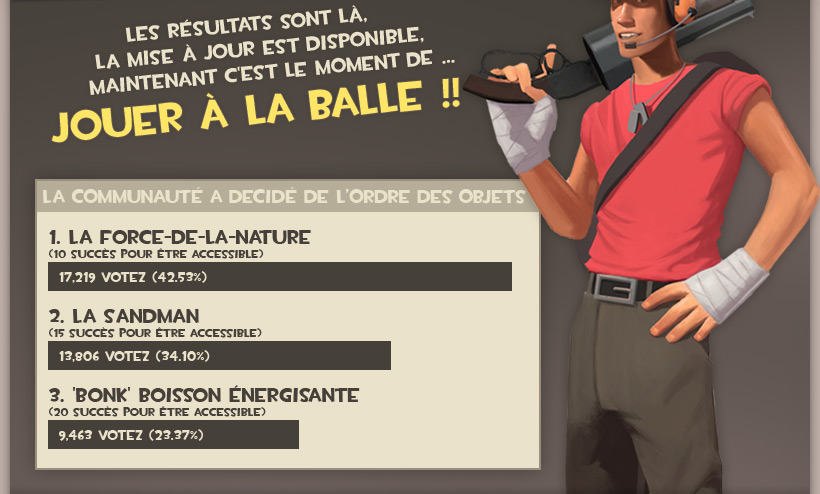 LES RÉSULTATS SONT LÀ,
LA MISE À JOUR EST DISPONIBLE,
MAINTENANT C'EST LE MOMENT DE ...
JOUER À LA BALLE !!
LA COMMUNAUTÉ A DECIDÉ DE L'ORDRE DES OBJETS
1. LA FORCE-DE-LA-NATURE
(10 SUCCÈS POUR ÊTRE ACCESSIBLE)
17,219 VOTEZ (42.53%)
2. LA SANDMAN
(15 SUCCÈS POUR ÊTRE ACCESSIBLE)
13,806 VOTEZ (34.10%)
3. 'BONK' BOISSON ÉNERGISANTE
(20 SUCCÈS POUR ÊTRE ACCESSIBLE)
9,463 VOTEZ (23.37%)